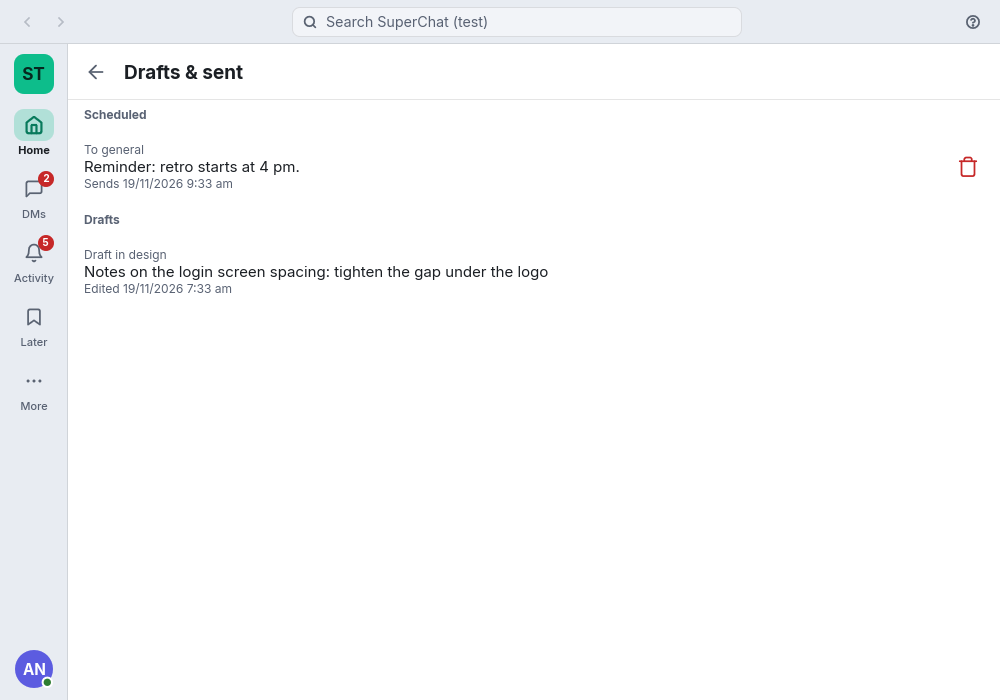 Search SuperChat (test)
ST
Drafts & sent
Home
2
DMs
5
Activity
Later
More
AN
Scheduled
To general
Reminder: retro starts at 4 pm.
Sends 19/11/2026 9:33 am
Drafts
Draft in design
Notes on the login screen spacing: tighten the gap under the logo
Edited 19/11/2026 7:33 am